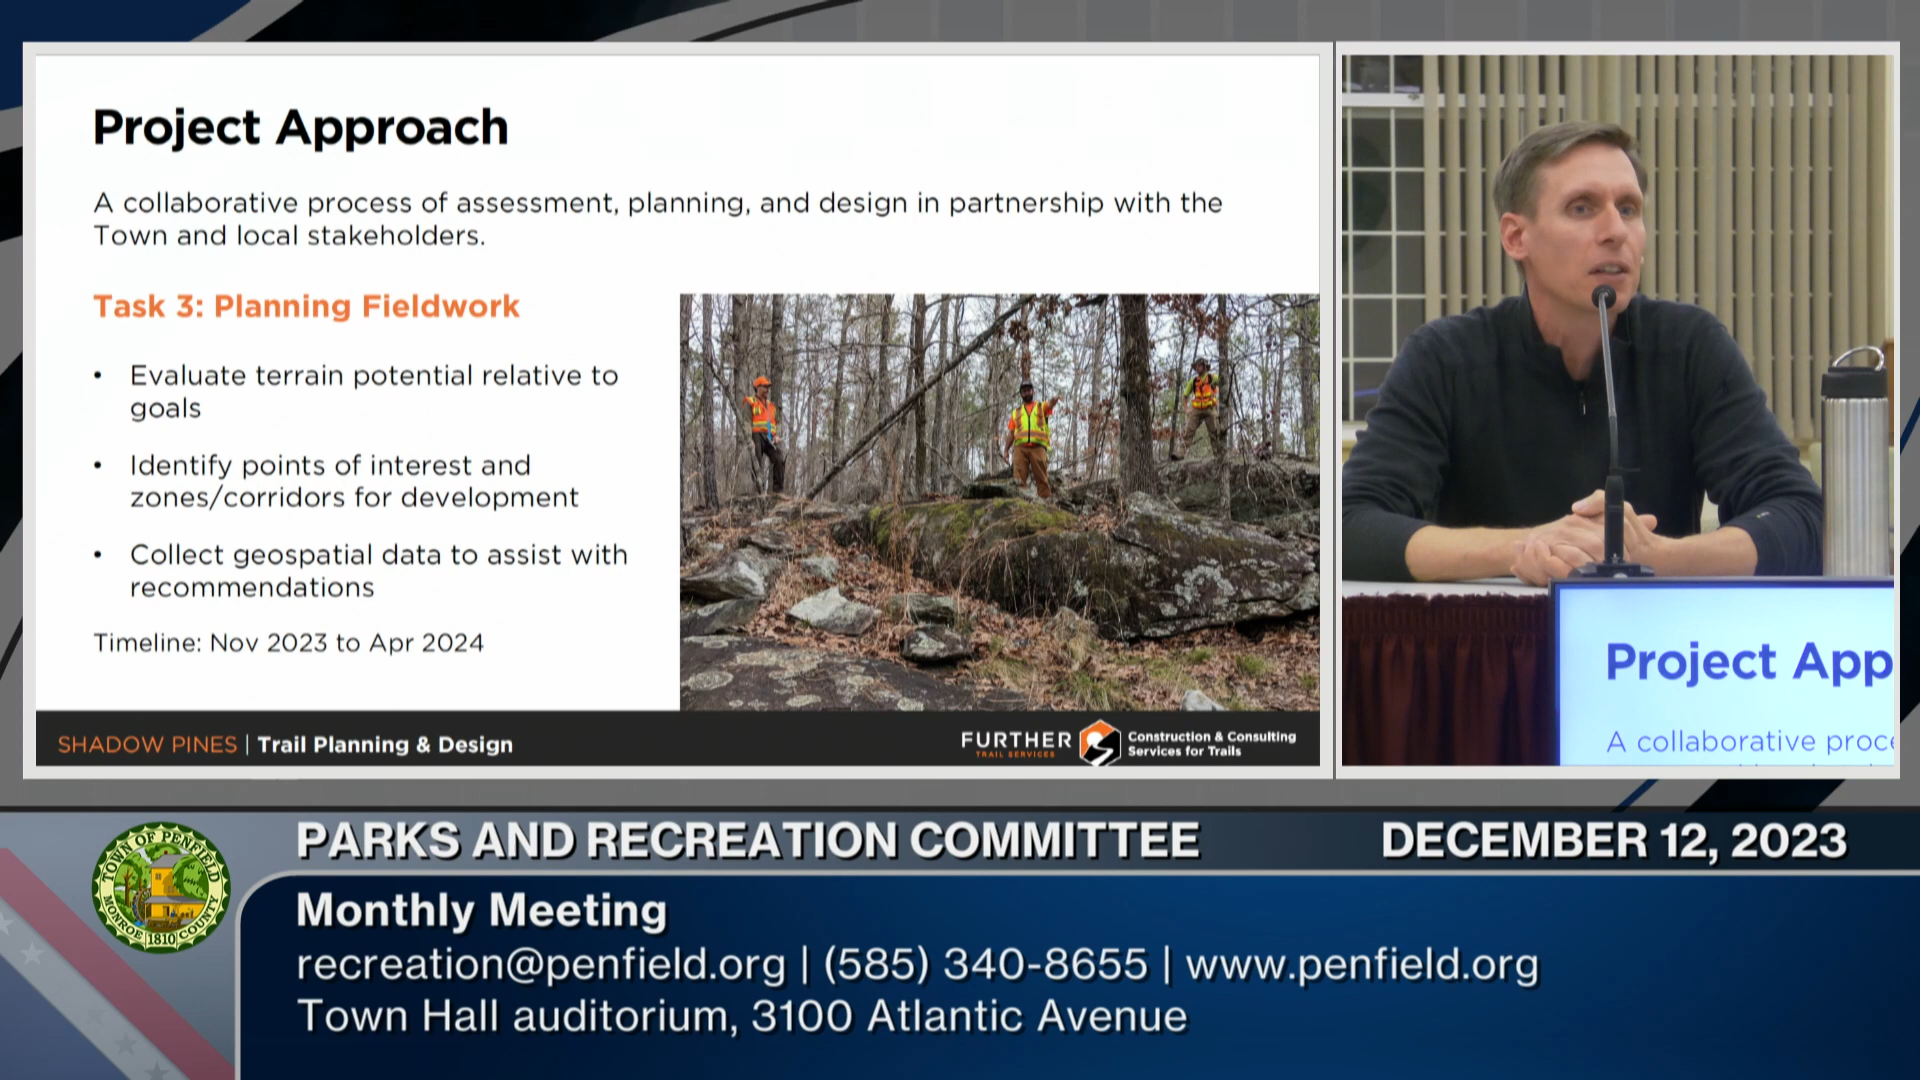 Project Approach
A collaborative process of assessment, planning, and design in partnership with the
Town and local stakeholders.
Task 3: Planning Fieldwork
• Evaluate terrain potential relative to
goals
• Identify points of interest and
zones/corridors for development
• Collect geospatial data to assist with
recommendations
Timeline: Nov 2023 to Apr 2024
SHADOW PINES | Trail Planning & Design
FURTHER
TRAIL SERVICES
Construction & Consulting
Services for Trails
Project App
A collaborative proce
TOWN OF PENFIELD
MONROE COUNTY
1810
PARKS AND RECREATION COMMITTEE
DECEMBER 12, 2023
Monthly Meeting
recreation@penfield.org | (585) 340-8655 | www.penfield.org
Town Hall auditorium, 3100 Atlantic Avenue